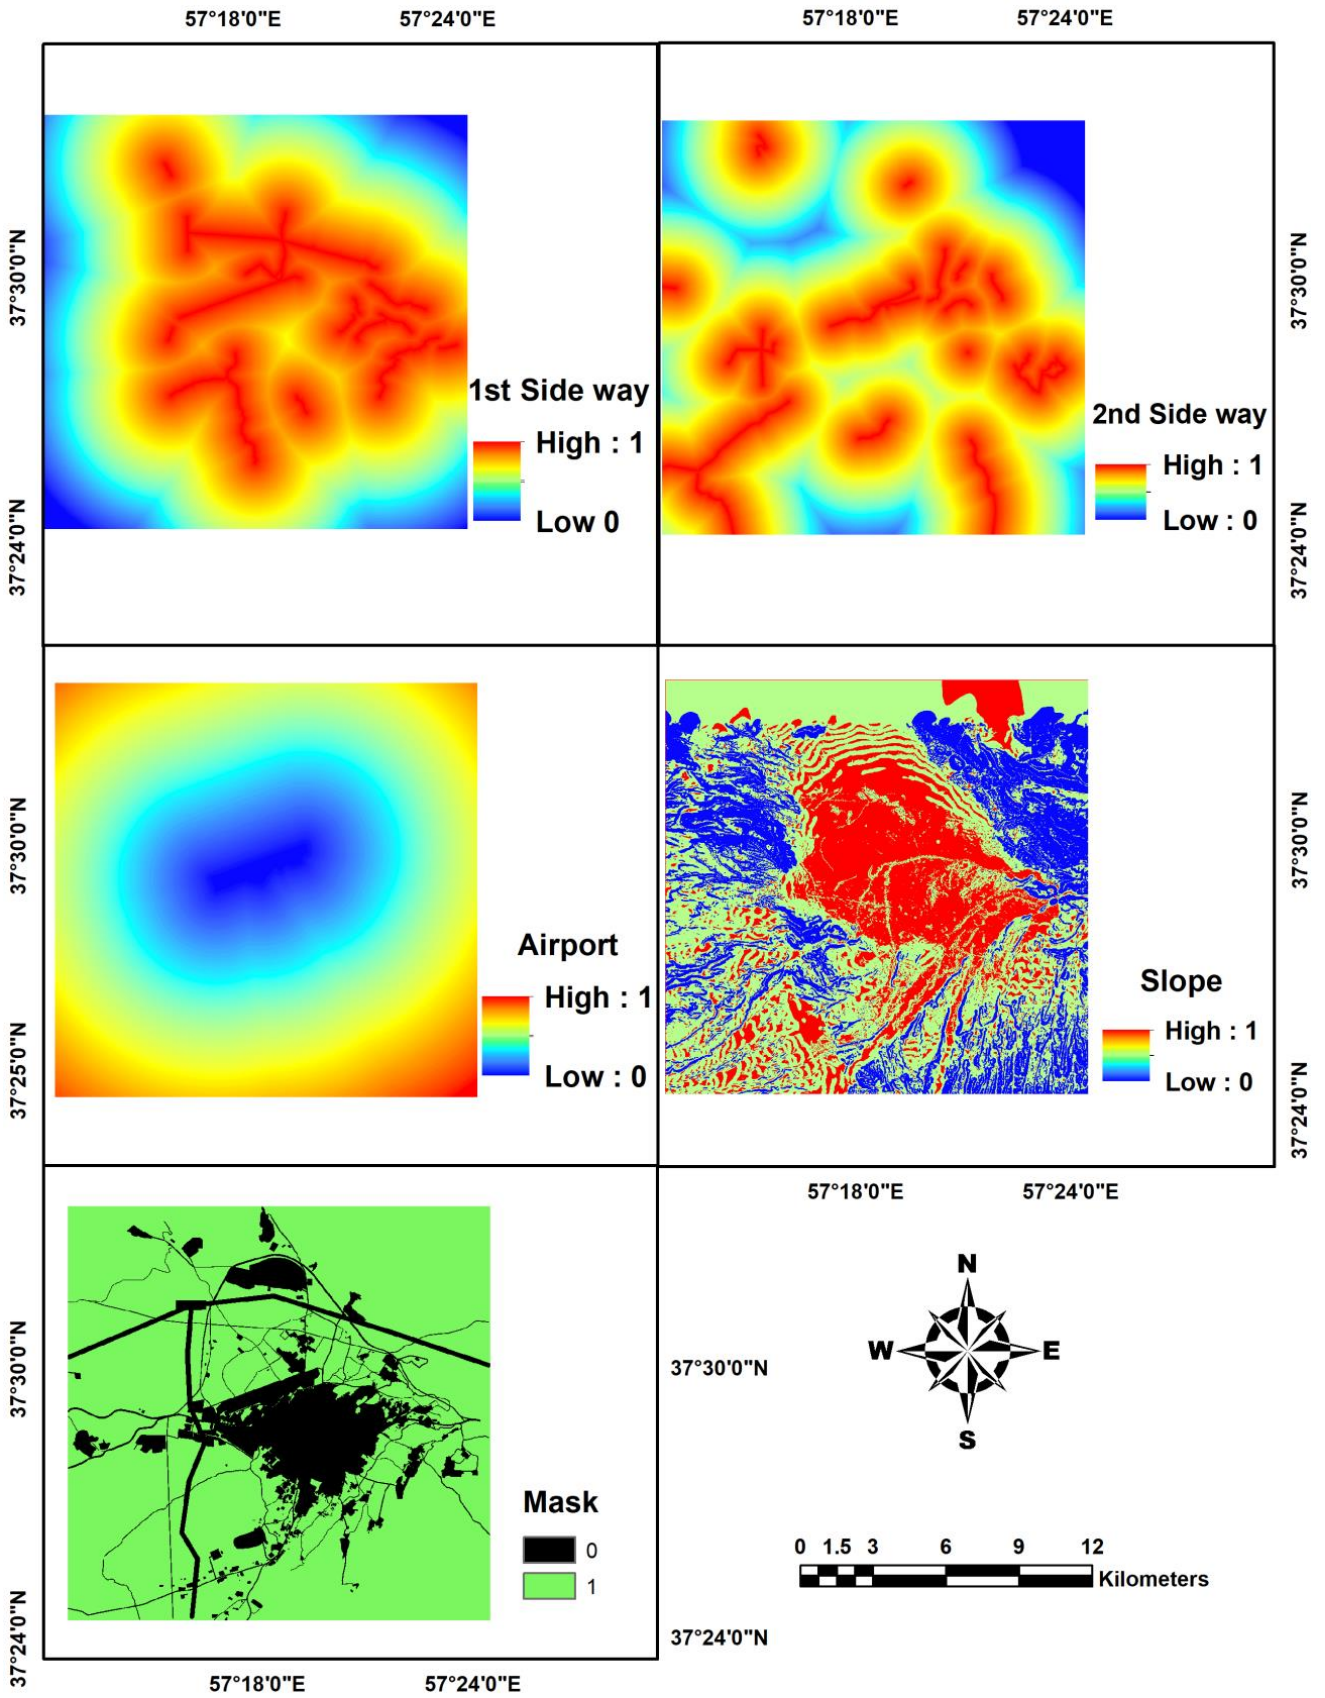 57°18'0"E 57°24'0"E 57°18'0"E 57°24'0"E
37°30'0"N
37°24'0"N
1st Side way
High : 1
Low 0
2nd Side way
High : 1
Low : 0
37°30'0"N
37°24'0"N
37°30'0"N
37°25'0"N
Airport
High : 1
Low : 0
Slope
High : 1
Low : 0
37°30'0"N
37°24'0"N
57°18'0"E 57°24'0"E
37°30'0"N
37°24'0"N
Mask
0
1
57°18'0"E 57°24'0"E
N
W E
S
37°30'0"N
0 1.5 3 6 9 12
Kilometers
37°24'0"N